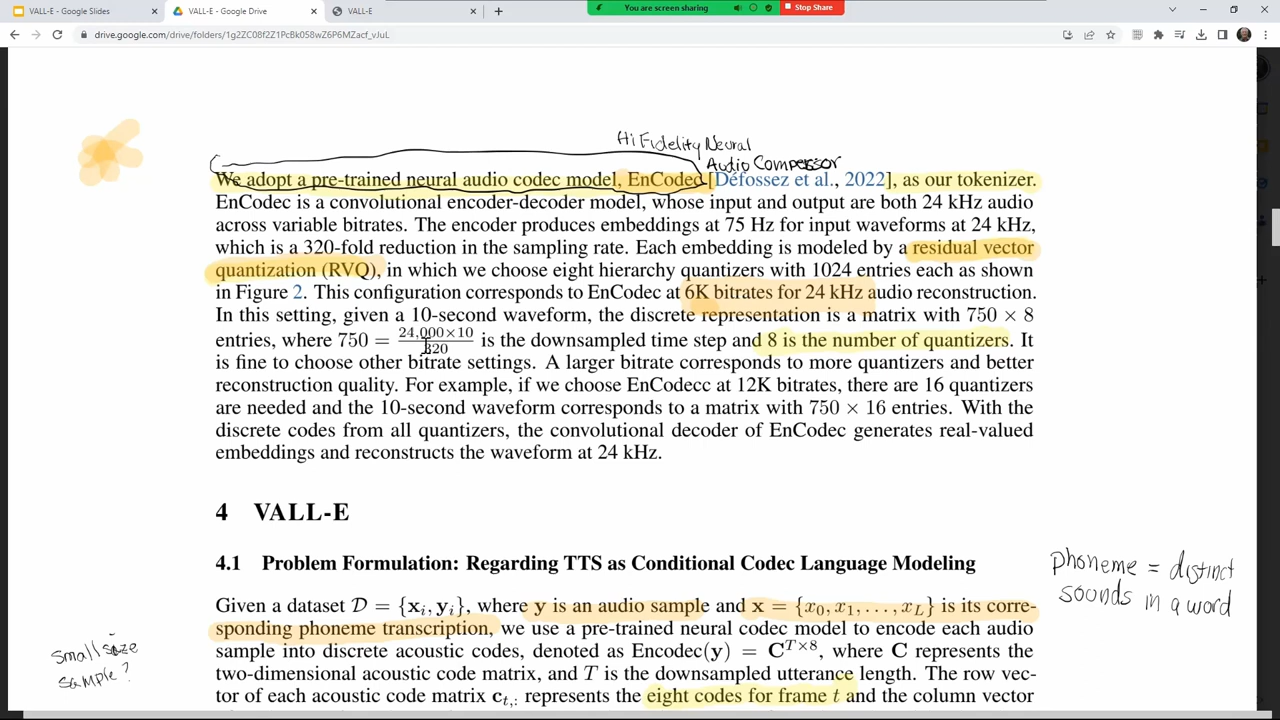 VALL-E - Google Slides
VALL-E - Google Drive
VALL-E
You are screen sharing
Stop Share
drive.google.com/drive/folders/1g2ZC08f2Z1PcBk058wZ6P6MZacf_vJuL
Hi Fidelity Neural
Audio Compersor
We adopt a pre-trained neural audio codec model, EnCodec [Défossez et al., 2022], as our tokenizer.
EnCodec is a convolutional encoder-decoder model, whose input and output are both 24 kHz audio
across variable bitrates. The encoder produces embeddings at 75 Hz for input waveforms at 24 kHz,
which is a 320-fold reduction in the sampling rate. Each embedding is modeled by a residual vector
quantization (RVQ), in which we choose eight hierarchy quantizers with 1024 entries each as shown
in Figure 2. This configuration corresponds to EnCodec at 6K bitrates for 24 kHz audio reconstruction.
In this setting, given a 10-second waveform, the discrete representation is a matrix with 750 × 8
entries, where 750 = 24,000×10/320 is the downsampled time step and 8 is the number of quantizers. It
is fine to choose other bitrate settings. A larger bitrate corresponds to more quantizers and better
reconstruction quality. For example, if we choose EnCodecc at 12K bitrates, there are 16 quantizers
are needed and the 10-second waveform corresponds to a matrix with 750 × 16 entries. With the
discrete codes from all quantizers, the convolutional decoder of EnCodec generates real-valued
embeddings and reconstructs the waveform at 24 kHz.
4 VALL-E
4.1 Problem Formulation: Regarding TTS as Conditional Codec Language Modeling
phoneme = distinct
sounds in a word
Given a dataset D = {xᵢ, yᵢ}, where y is an audio sample and x = {x₀, x₁, . . . , x_L} is its corre-
sponding phoneme transcription, we use a pre-trained neural codec model to encode each audio
sample into discrete acoustic codes, denoted as Encodec(y) = C^{T×8}, where C represents the
two-dimensional acoustic code matrix, and T is the downsampled utterance length. The row vec-
tor of each acoustic code matrix c_{t,:} represents the eight codes for frame t and the column vector
small size
sample?